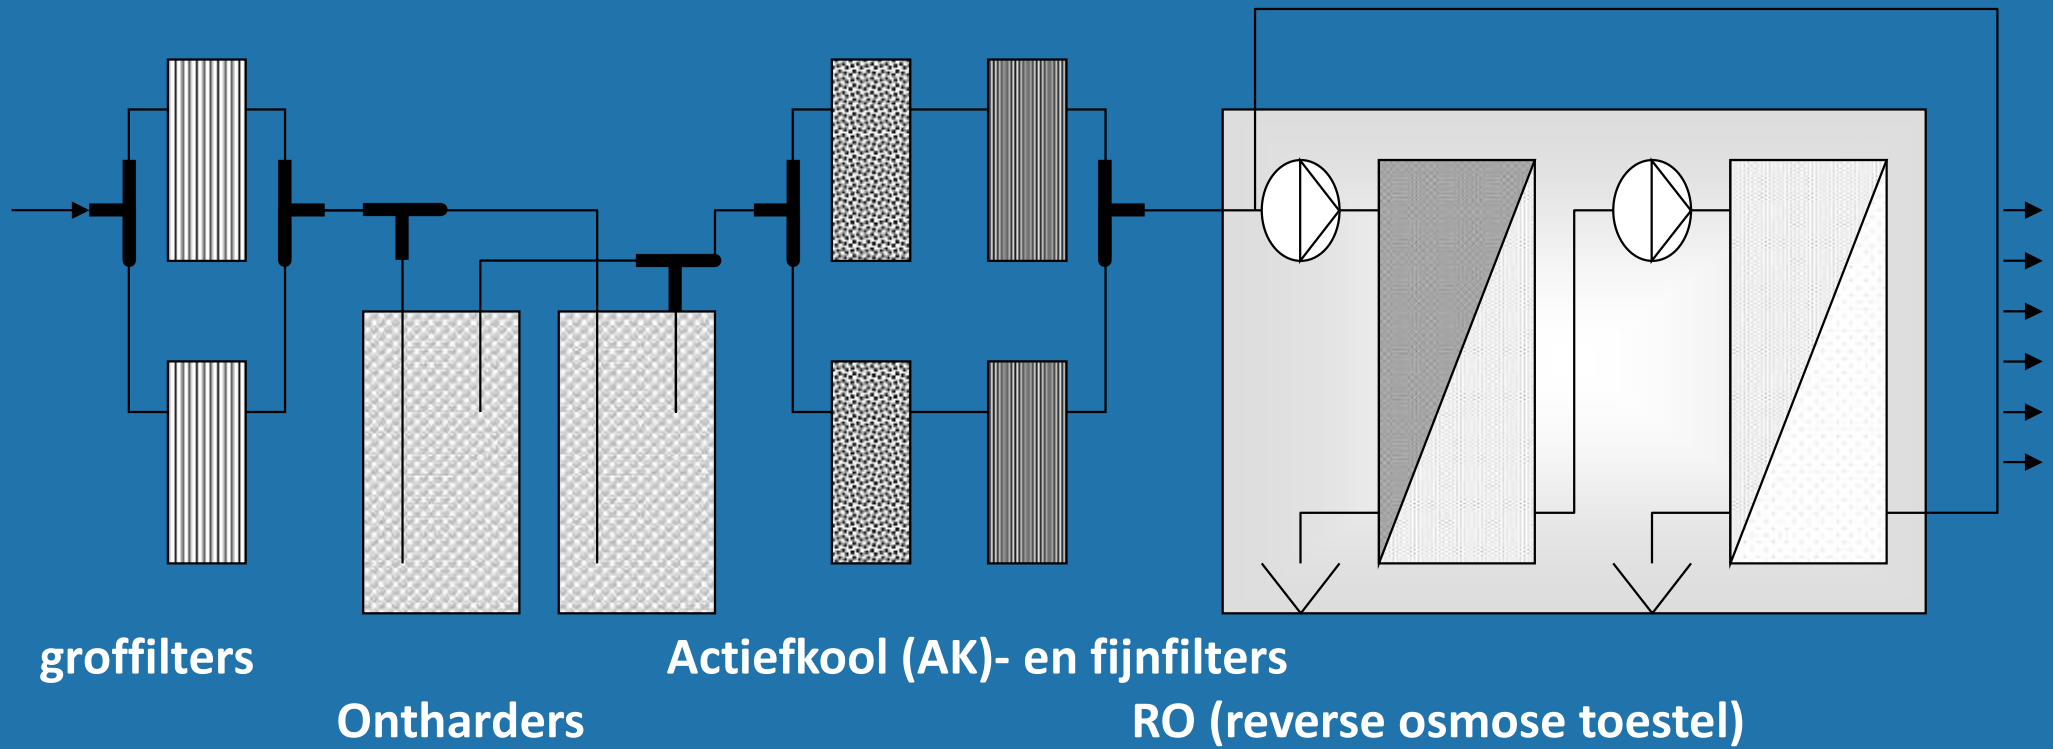 groffilters
Actiefkool (AK)- en fijnfilters
Ontharders
RO (reverse osmose toestel)